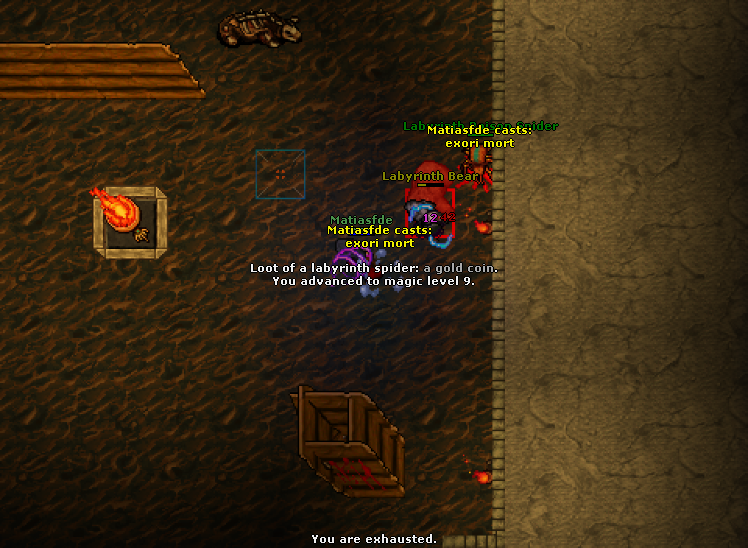 Labyrinth Poison Spider
Matiasfde casts:
exori mort
Labyrinth Bear
12
Matiasfde
Matiasfde casts:
exori mort
Loot of a labyrinth spider: a gold coin.
You advanced to magic level 9.
You are exhausted.